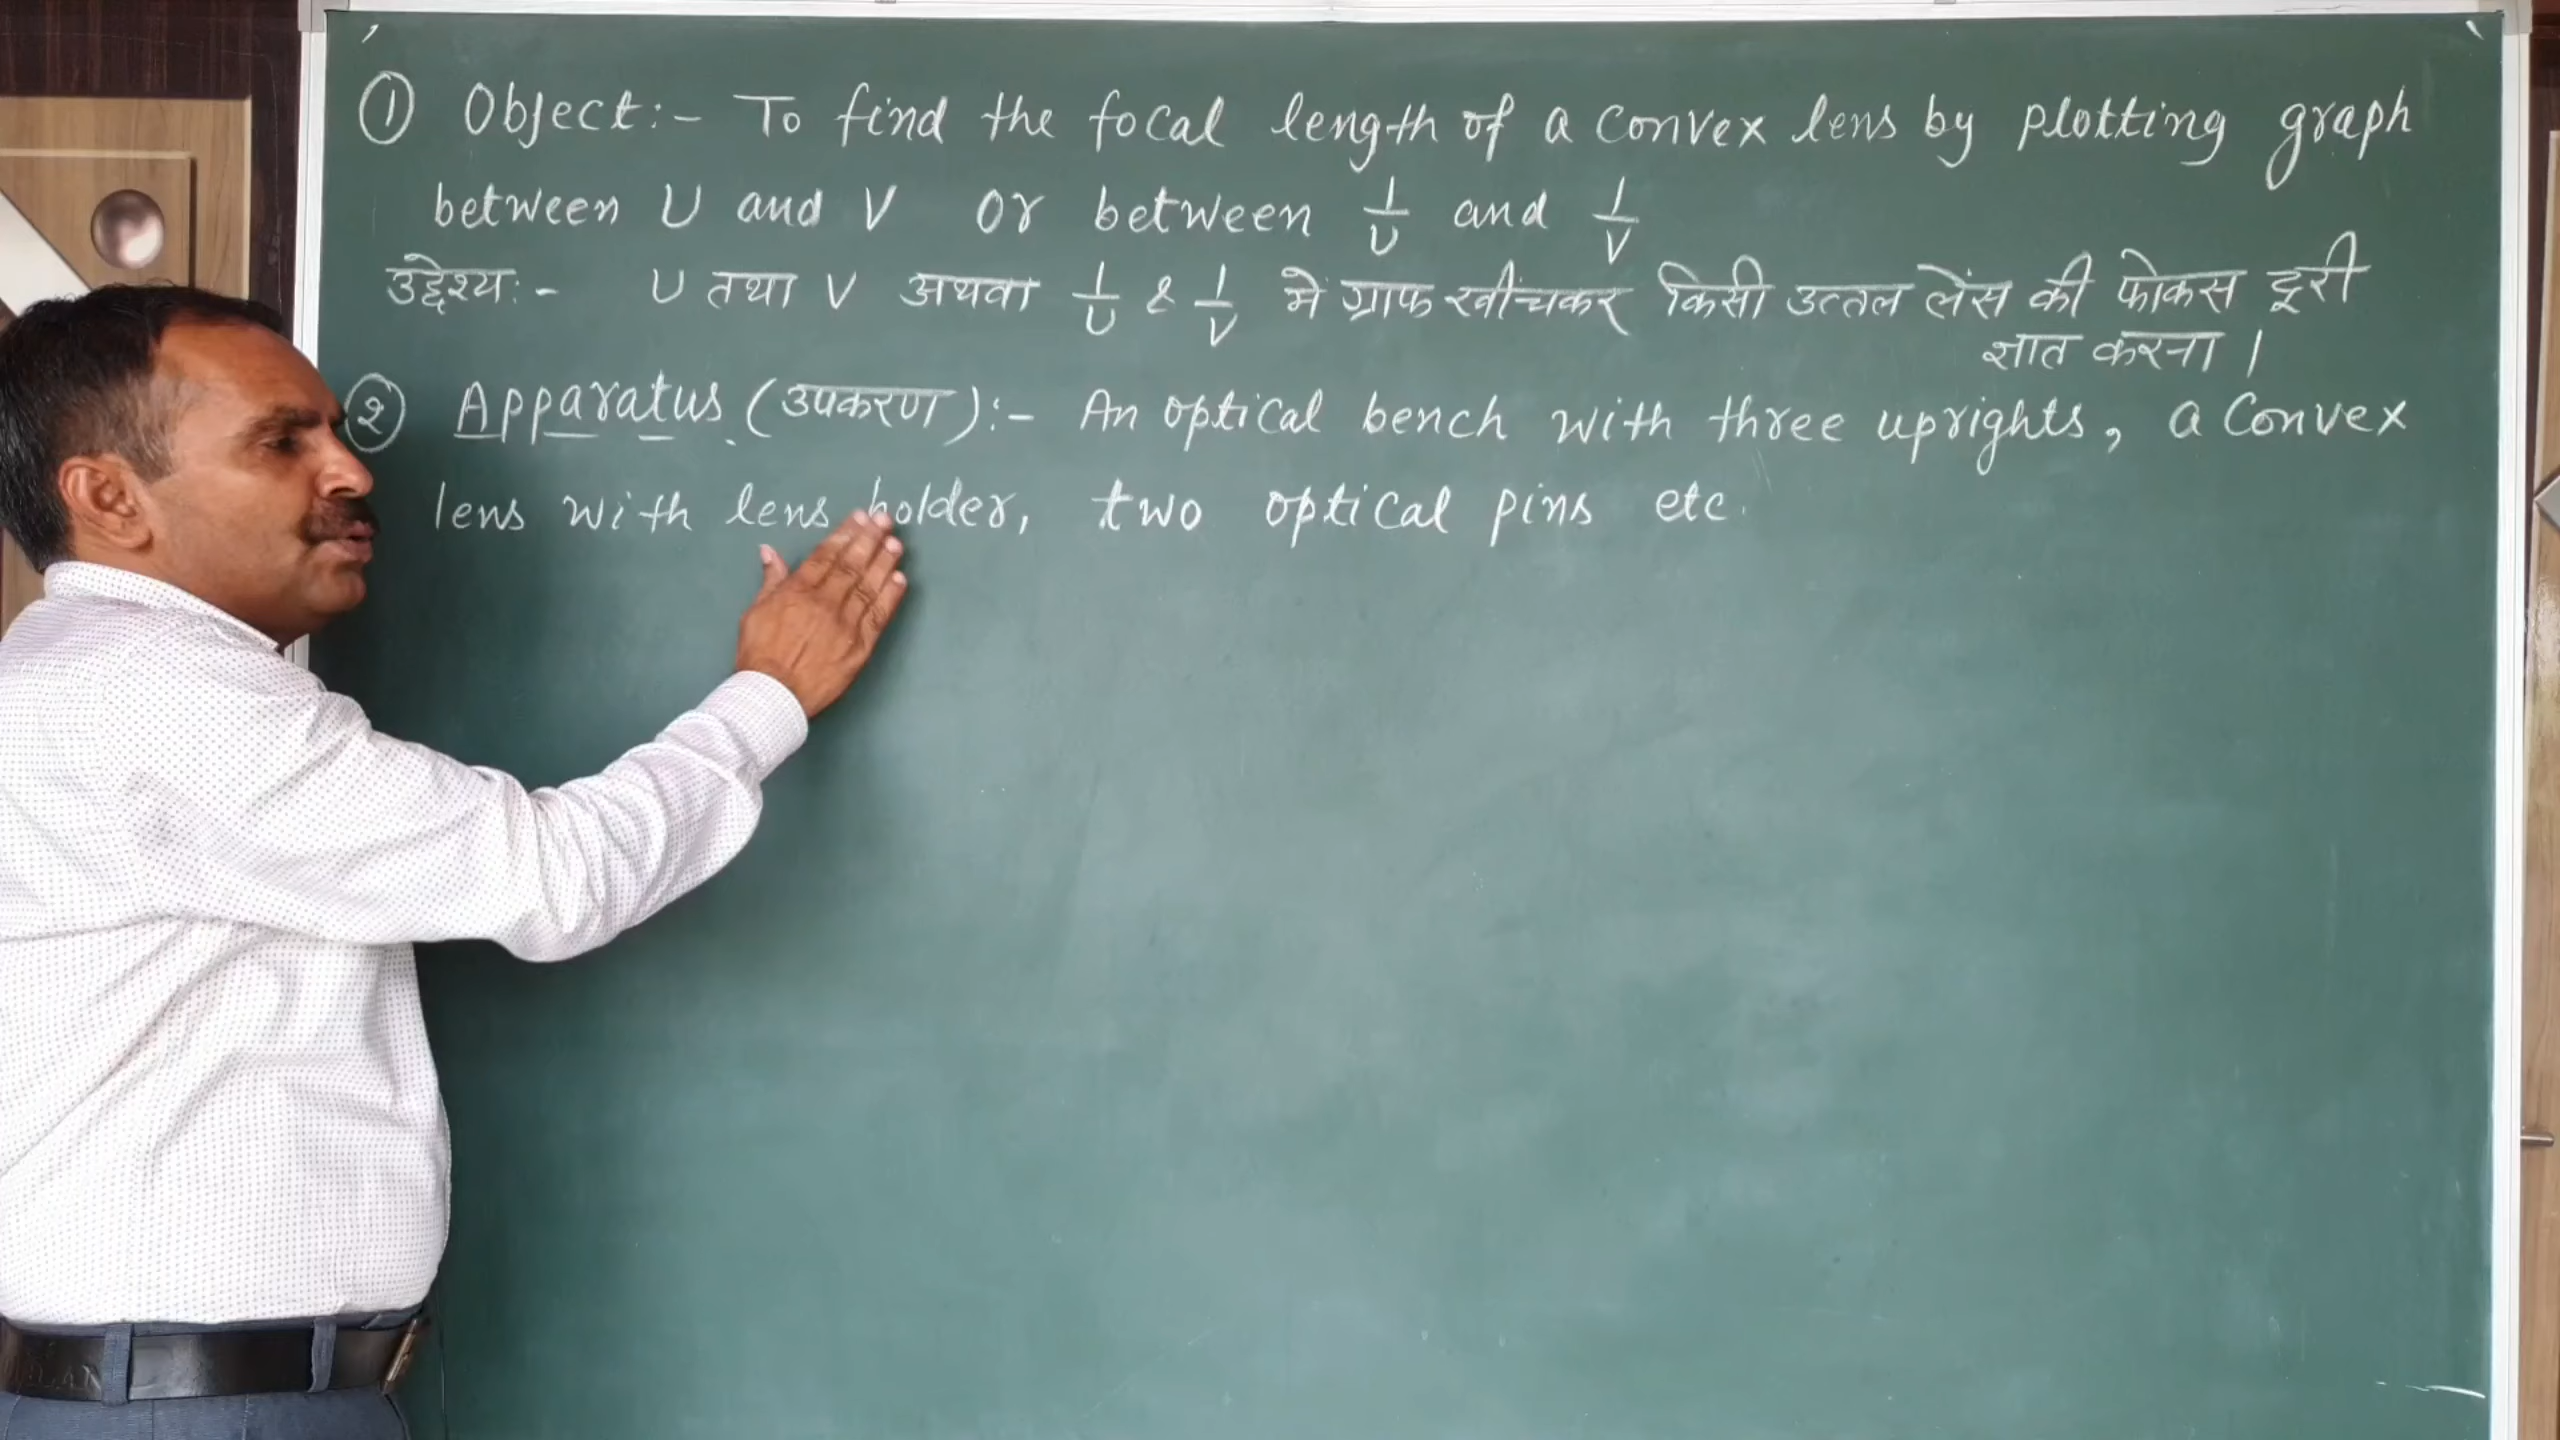 ① Object:- To find the focal length of a convex lens by plotting graph
between U and V or between 1/U and 1/V
उद्देश्य:- U तथा V अथवा 1/U & 1/V में ग्राफ खींचकर किसी उत्तल लेंस की फोकस दूरी
ज्ञात करना।
② Apparatus (उपकरण):- An optical bench with three uprights, a convex
lens with lens holder, two optical pins etc.